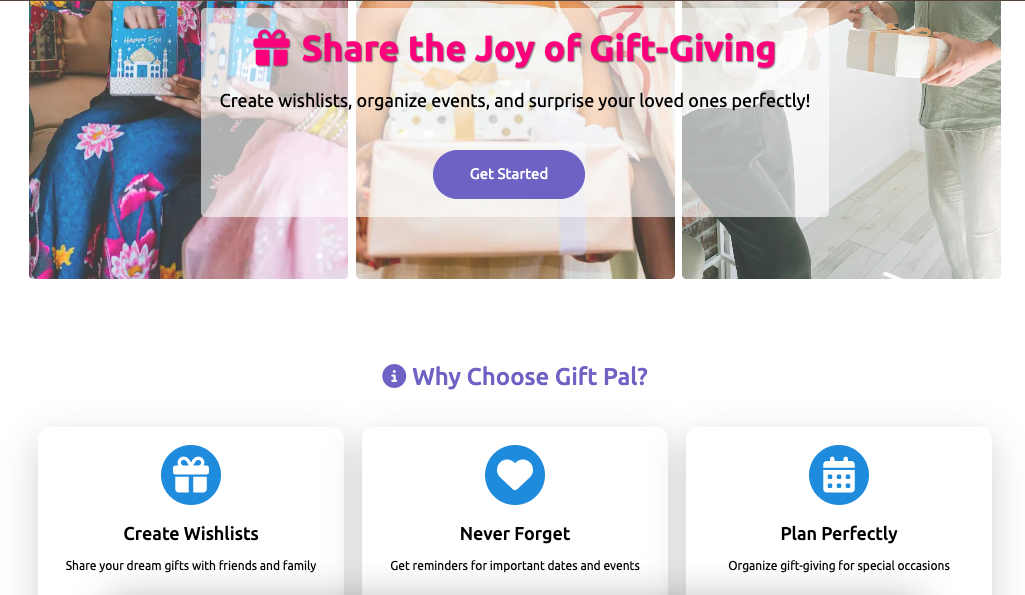 HAPPY EID
Share the Joy of Gift-Giving
Create wishlists, organize events, and surprise your loved ones perfectly!
Get Started
Why Choose Gift Pal?
Create Wishlists
Never Forget
Plan Perfectly
Share your dream gifts with friends and family
Get reminders for important dates and events
Organize gift-giving for special occasions